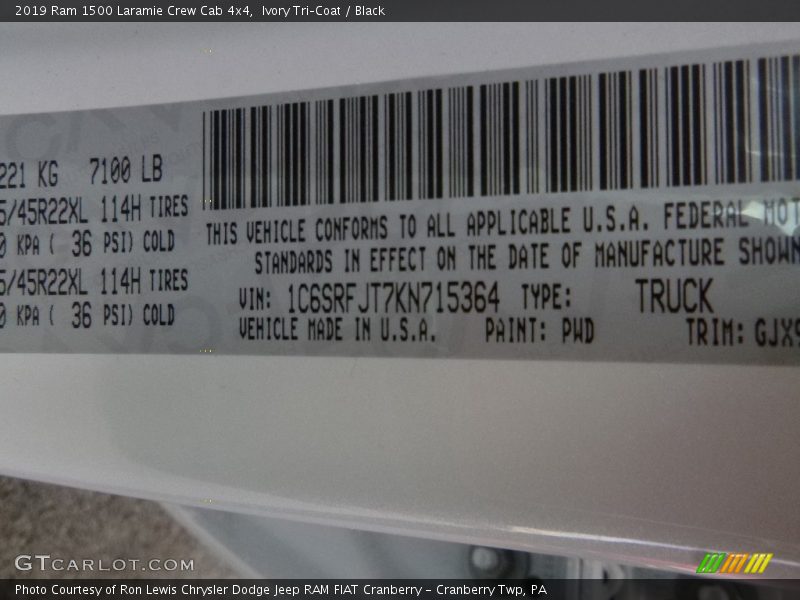 2019 Ram 1500 Laramie Crew Cab 4x4, Ivory Tri-Coat / Black
221 KG 7100 LB
5/45R22XL 114H TIRES
0 KPA ( 36 PSI) COLD
5/45R22XL 114H TIRES
0 KPA ( 36 PSI) COLD
THIS VEHICLE CONFORMS TO ALL APPLICABLE U.S.A. FEDERAL MOT
STANDARDS IN EFFECT ON THE DATE OF MANUFACTURE SHOWN
VIN: 1C6SRFJT7KN715364 TYPE: TRUCK
VEHICLE MADE IN U.S.A. PAINT: PWD TRIM: GJX9
GTCARLOT.COM
Photo Courtesy of Ron Lewis Chrysler Dodge Jeep RAM FIAT Cranberry – Cranberry Twp, PA